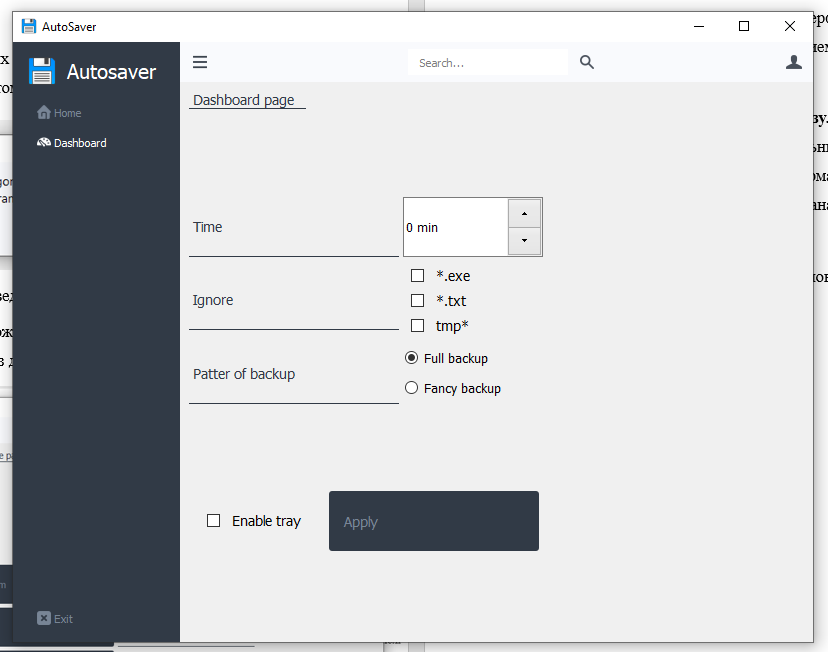 AutoSaver
Autosaver
Search...
Home
Dashboard page
Dashboard
Time
0 min
Ignore
*.exe
*.txt
tmp*
Patter of backup
Full backup
Fancy backup
Enable tray
Apply
Exit